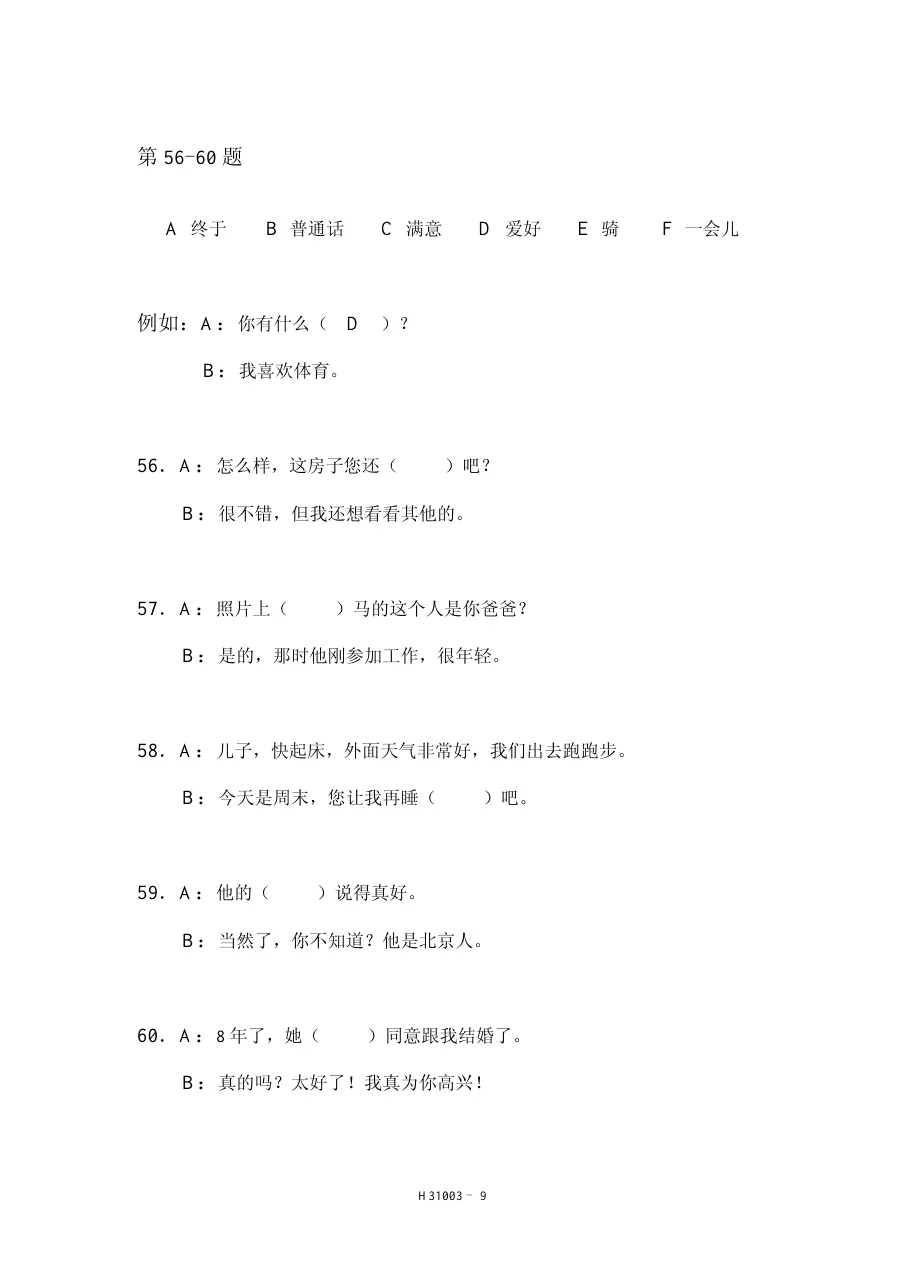 第 56-60 题
A 终于 B 普通话 C 满意 D 爱好 E 骑 F 一会儿
例如：A：你有什么（ D ）？
B：我喜欢体育。
56. A：怎么样，这房子您还（ ）吧？
B：很不错，但我还想看看其他的。
57. A：照片上（ ）马的这个人是你爸爸？
B：是的，那时他刚参加工作，很年轻。
58. A：儿子，快起床，外面天气非常好，我们出去跑跑步。
B：今天是周末，您让我再睡（ ）吧。
59. A：他的（ ）说得真好。
B：当然了，你不知道？他是北京人。
60. A：8 年了，她（ ）同意跟我结婚了。
B：真的吗？太好了！我真为你高兴！
H31003 - 9